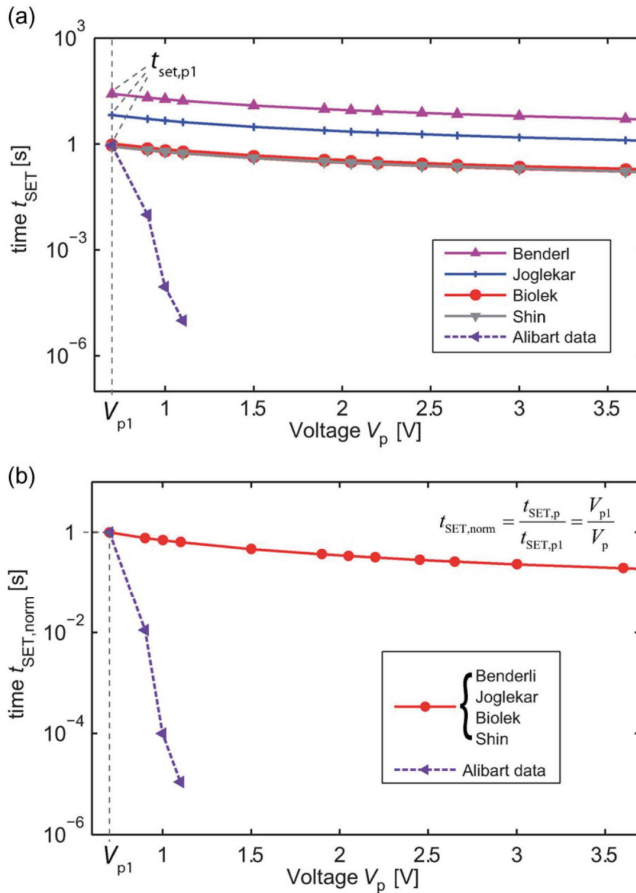 (a)
10³
1
10⁻³
10⁻⁶
time t_SET [s]
t_set,p1
Benderl
Joglekar
Biolek
Shin
Alibart data
V_p1
1
1.5
2
2.5
3
3.5
Voltage V_p [V]
(b)
t_SET,norm = t_SET,p / t_SET,p1 = V_p1 / V_p
1
10⁻²
10⁻⁴
10⁻⁶
time t_SET,norm [s]
Benderli
Joglekar
Biolek
Shin
Alibart data
V_p1
1
1.5
2
2.5
3
3.5
Voltage V_p [V]